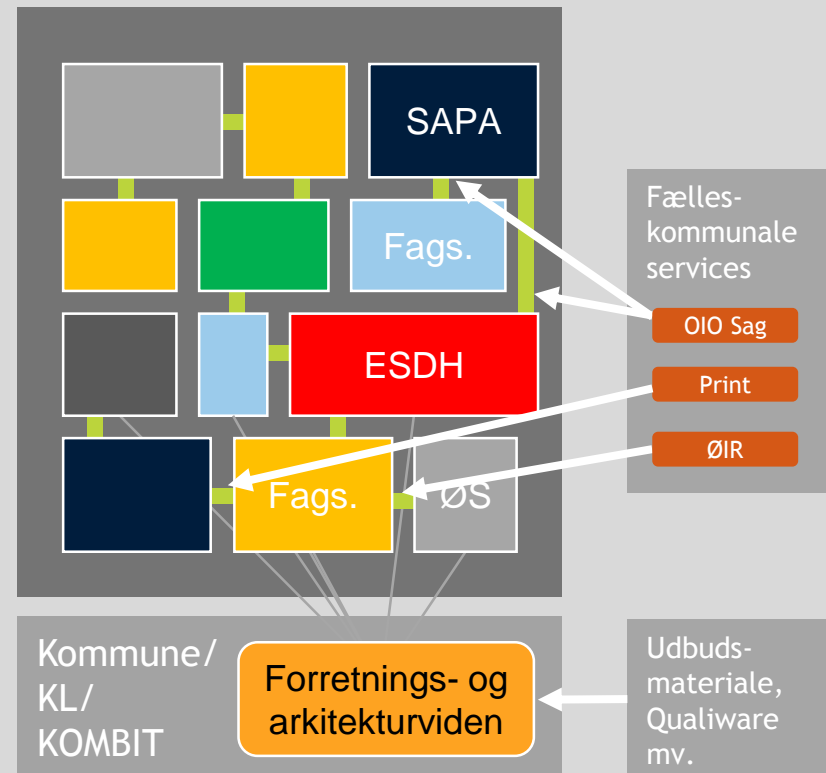 SAPA
Fags.
ESDH
Fags.
ØS
Fælles-
kommunale
services
OIO Sag
Print
ØIR
Kommune/
KL/
KOMBIT
Forretnings- og
arkitekturviden
Udbuds-
materiale,
Qualiware
mv.